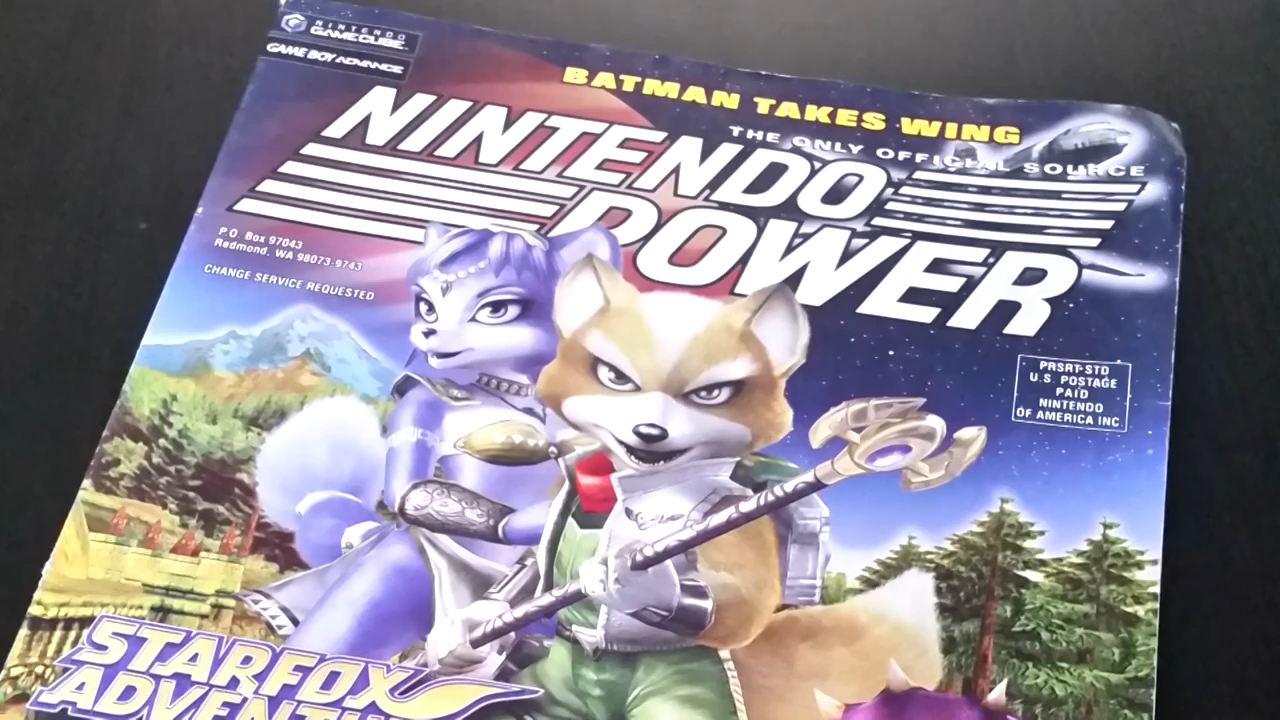 NINTENDO
GAMECUBE
GAME BOY ADVANCE
BATMAN TAKES WING
THE ONLY OFFICIAL SOURCE
NINTENDO
POWER
P.O. Box 97043
Redmond, WA 98073-9743
CHANGE SERVICE REQUESTED
PRSRT-STD
U.S. POSTAGE
PAID
NINTENDO
OF AMERICA INC
STARFOX
ADVENTU